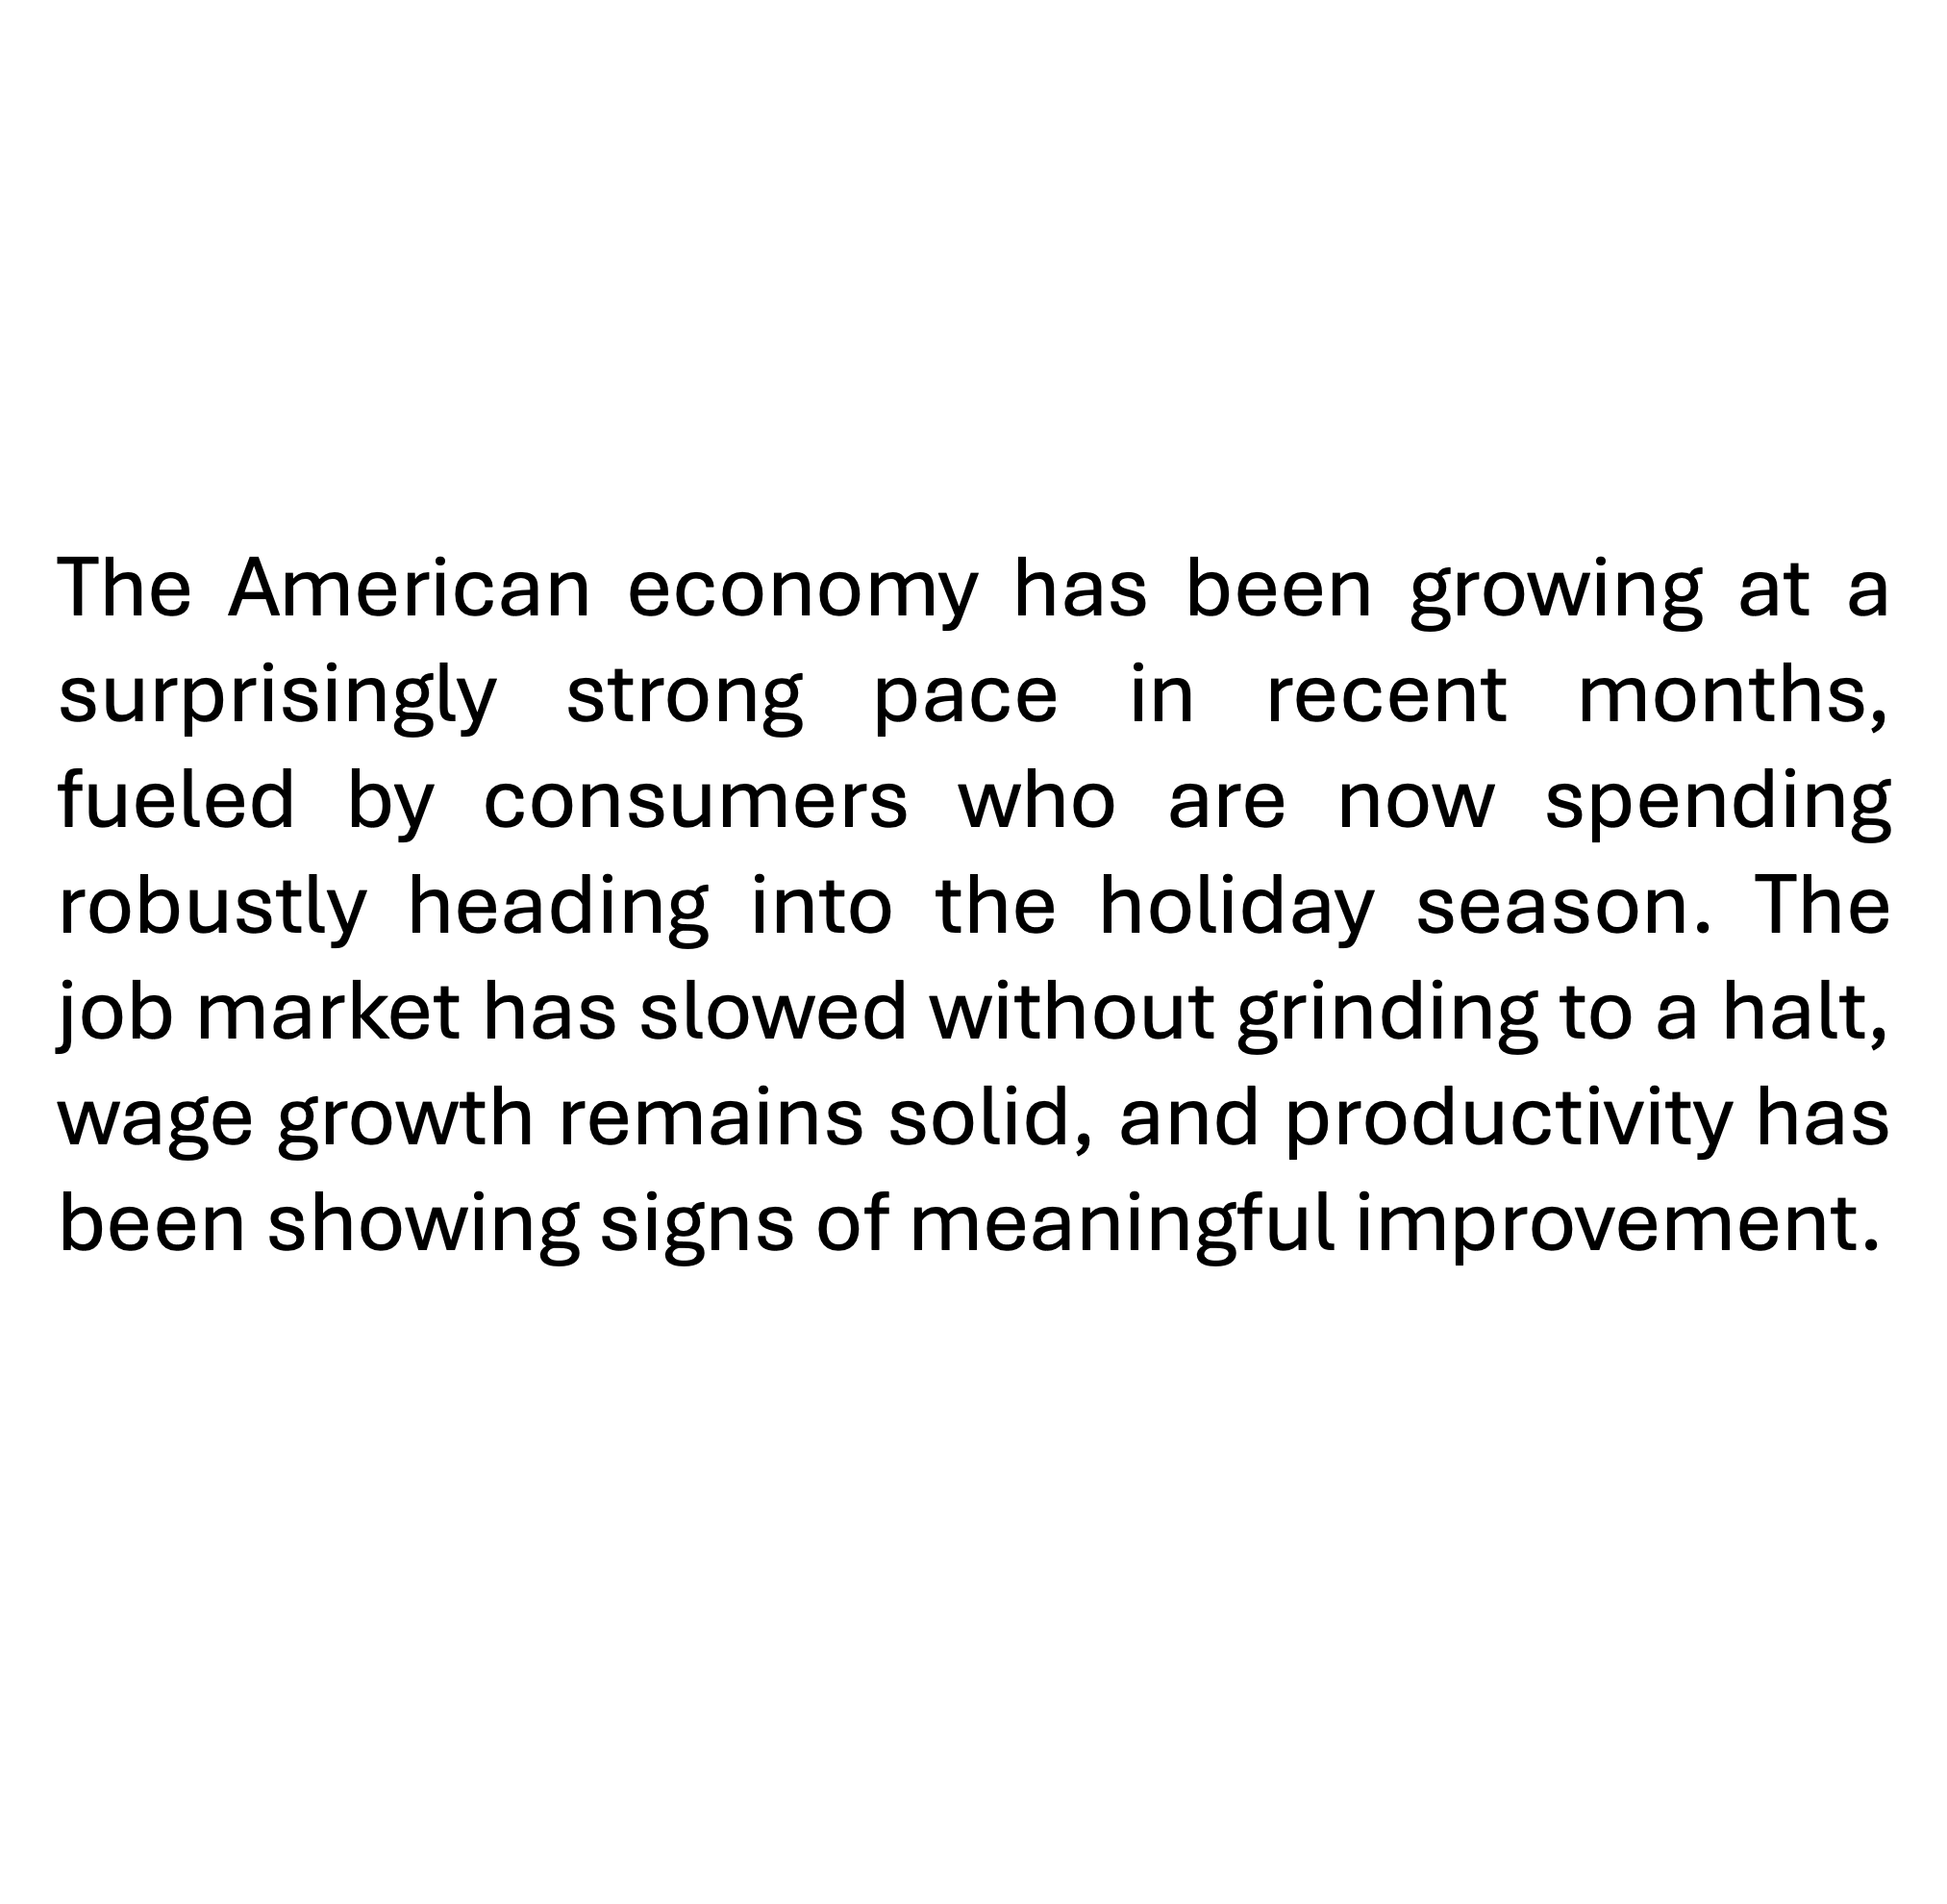 The American economy has been growing at a
surprisingly strong pace in recent months,
fueled by consumers who are now spending
robustly heading into the holiday season. The
job market has slowed without grinding to a halt,
wage growth remains solid, and productivity has
been showing signs of meaningful improvement.